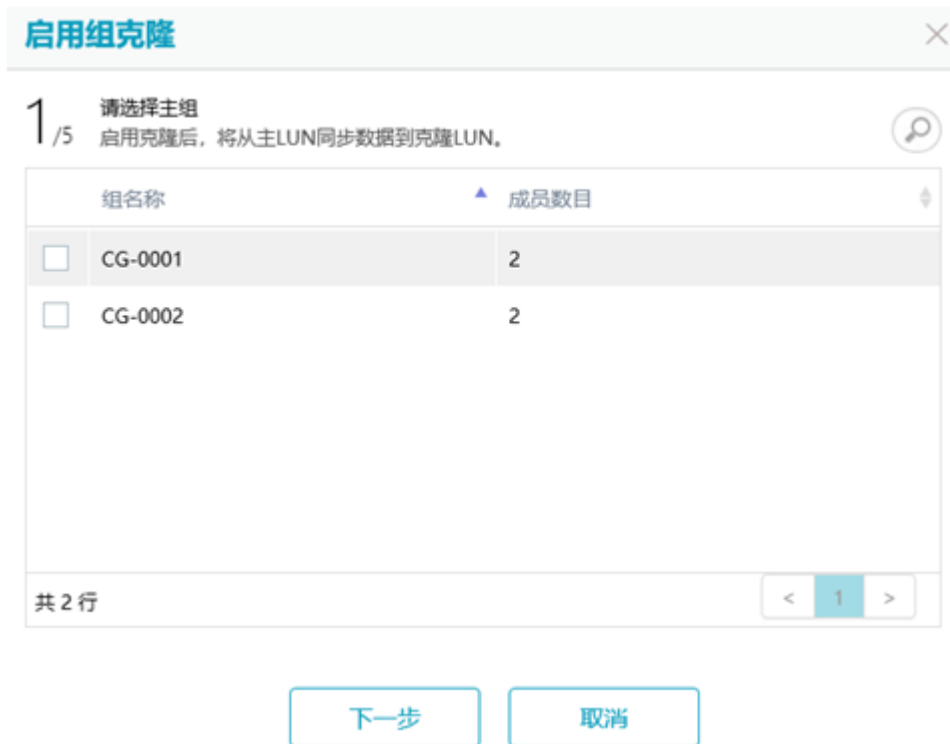 启用组克隆
1/5 请选择主组
启用克隆后，将从主LUN同步数据到克隆LUN。
组名称 成员数目
CG-0001 2
CG-0002 2
共 2 行 < 1 >
下一步 取消